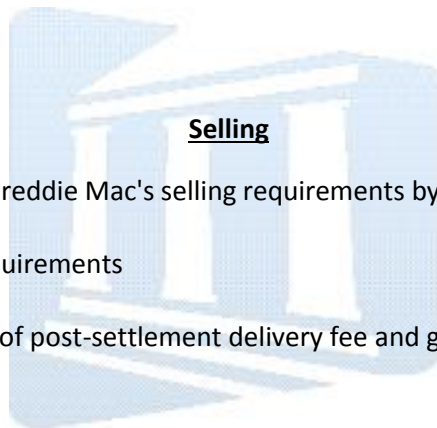 Selling
reddie Mac's selling requirements by
uirements
of post-settlement delivery fee and g